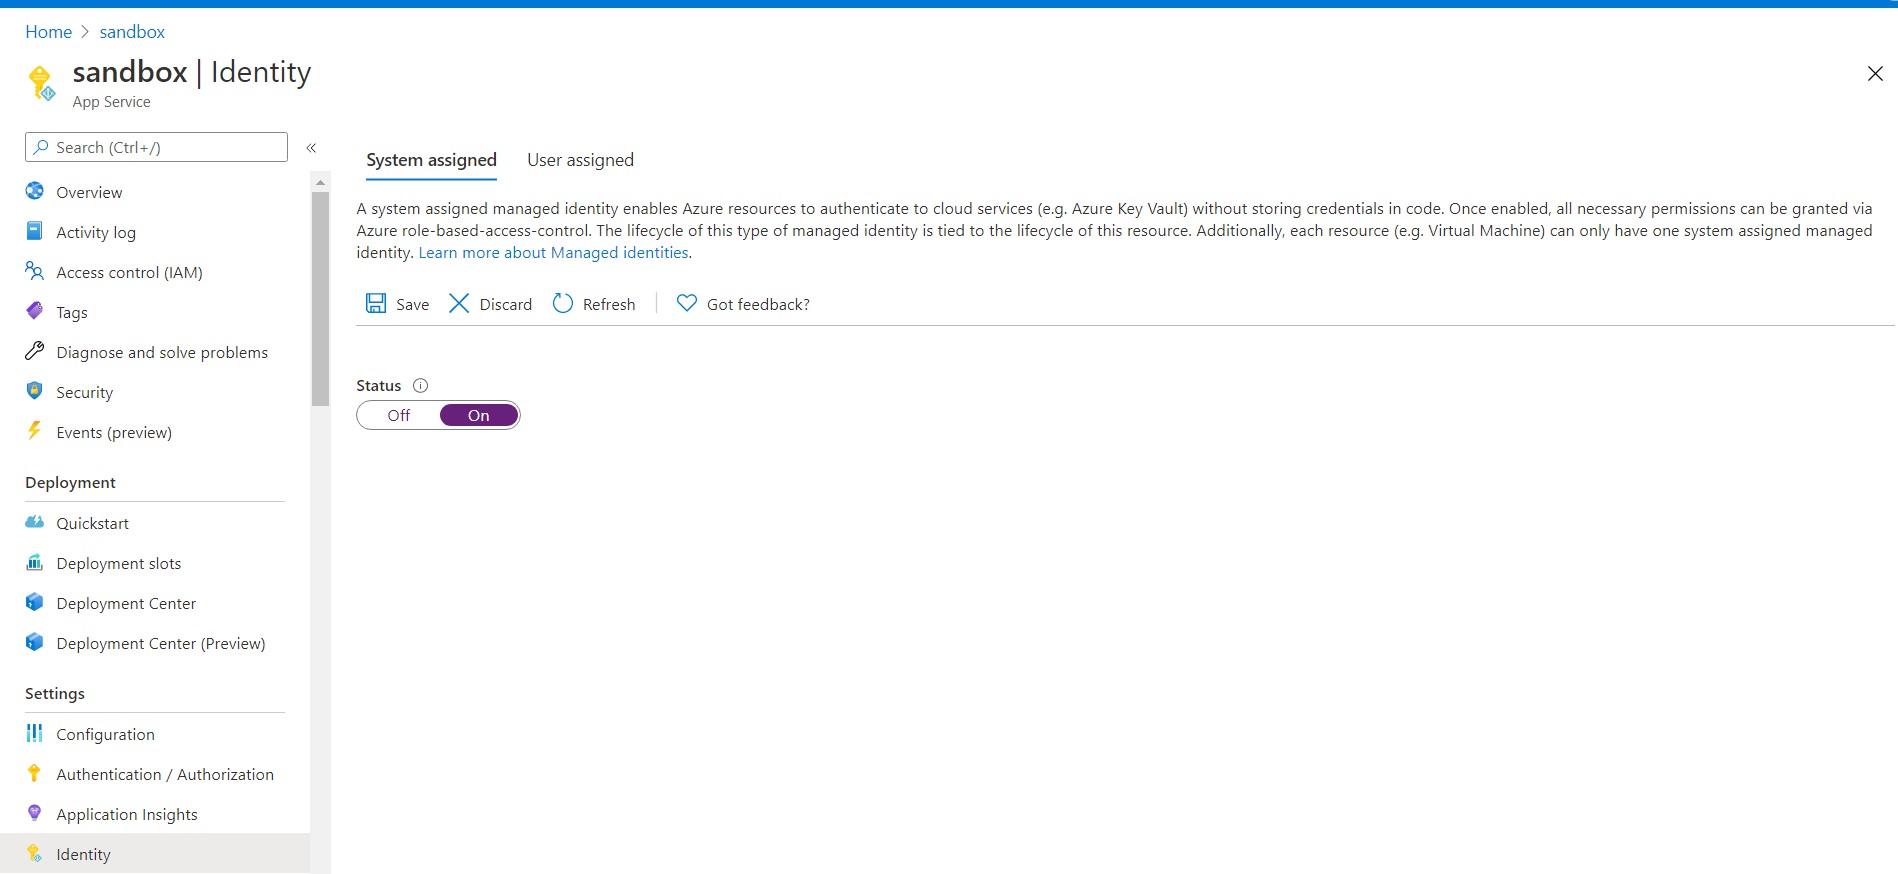 Home > sandbox
sandbox | Identity
App Service
Search (Ctrl+/)
«
Overview
Activity log
Access control (IAM)
Tags
Diagnose and solve problems
Security
Events (preview)
Deployment
Quickstart
Deployment slots
Deployment Center
Deployment Center (Preview)
Settings
Configuration
Authentication / Authorization
Application Insights
Identity
System assigned User assigned
A system assigned managed identity enables Azure resources to authenticate to cloud services (e.g. Azure Key Vault) without storing credentials in code. Once enabled, all necessary permissions can be granted via
Azure role-based-access-control. The lifecycle of this type of managed identity is tied to the lifecycle of this resource. Additionally, each resource (e.g. Virtual Machine) can only have one system assigned managed
identity. Learn more about Managed identities.
Save Discard Refresh Got feedback?
Status
Off On